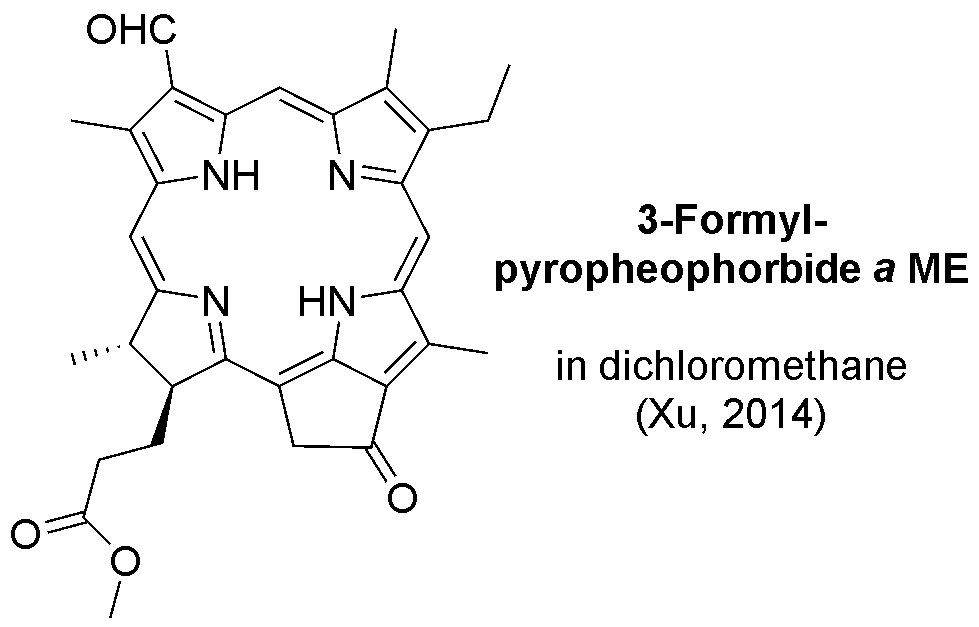 OHC
NH
N
N
HN
O
O
O
3-Formyl-
pyropheophorbide a ME
in dichloromethane
(Xu, 2014)